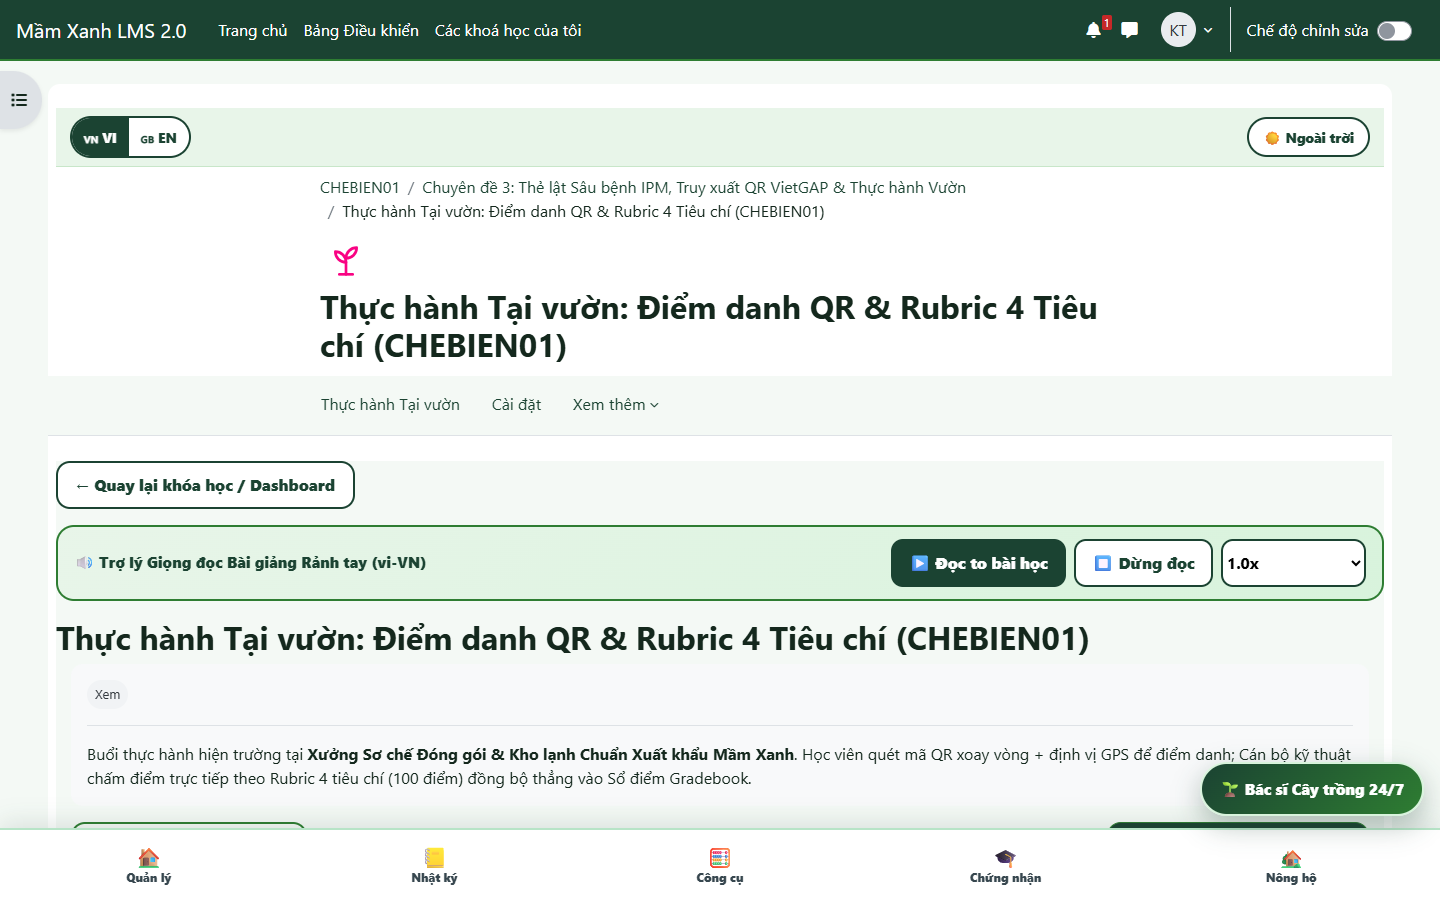 Mầm Xanh LMS 2.0
Trang chủ
Bảng Điều khiển
Các khoá học của tôi
1
KT
Chế độ chỉnh sửa
VN VI
GB EN
Ngoài trời
CHEBIEN01 / Chuyên đề 3: Thẻ lật Sâu bệnh IPM, Truy xuất QR VietGAP & Thực hành Vườn
/ Thực hành Tại vườn: Điểm danh QR & Rubric 4 Tiêu chí (CHEBIEN01)
Thực hành Tại vườn: Điểm danh QR & Rubric 4 Tiêu
chí (CHEBIEN01)
Thực hành Tại vườn
Cài đặt
Xem thêm
← Quay lại khóa học / Dashboard
Trợ lý Giọng đọc Bài giảng Rảnh tay (vi-VN)
Đọc to bài học
Dừng đọc
1.0x
Thực hành Tại vườn: Điểm danh QR & Rubric 4 Tiêu chí (CHEBIEN01)
Xem
Buổi thực hành hiện trường tại Xưởng Sơ chế Đóng gói & Kho lạnh Chuẩn Xuất khẩu Mầm Xanh. Học viên quét mã QR xoay vòng + định vị GPS để điểm danh; Cán bộ kỹ thuật
chấm điểm trực tiếp theo Rubric 4 tiêu chí (100 điểm) đồng bộ thẳng vào Sổ điểm Gradebook.
Bác sĩ Cây trồng 24/7
Quản lý
Nhật ký
Công cụ
Chứng nhận
Nông hộ